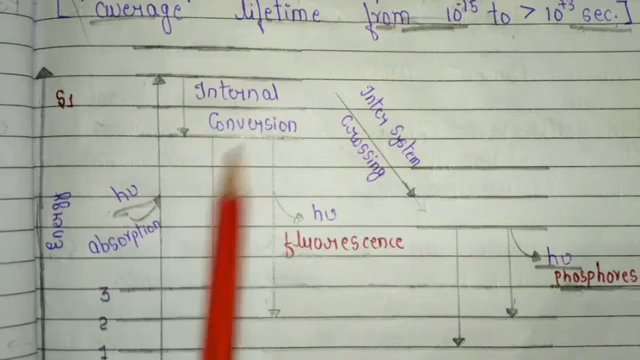 [ average lifetime from 10⁻¹⁵ to > 10⁺³ sec.]
S1
Internal
Conversion
Inter System
Crossing
Energy
hν
absorption
hν
fluorescence
hν
phosphores
3
2
1